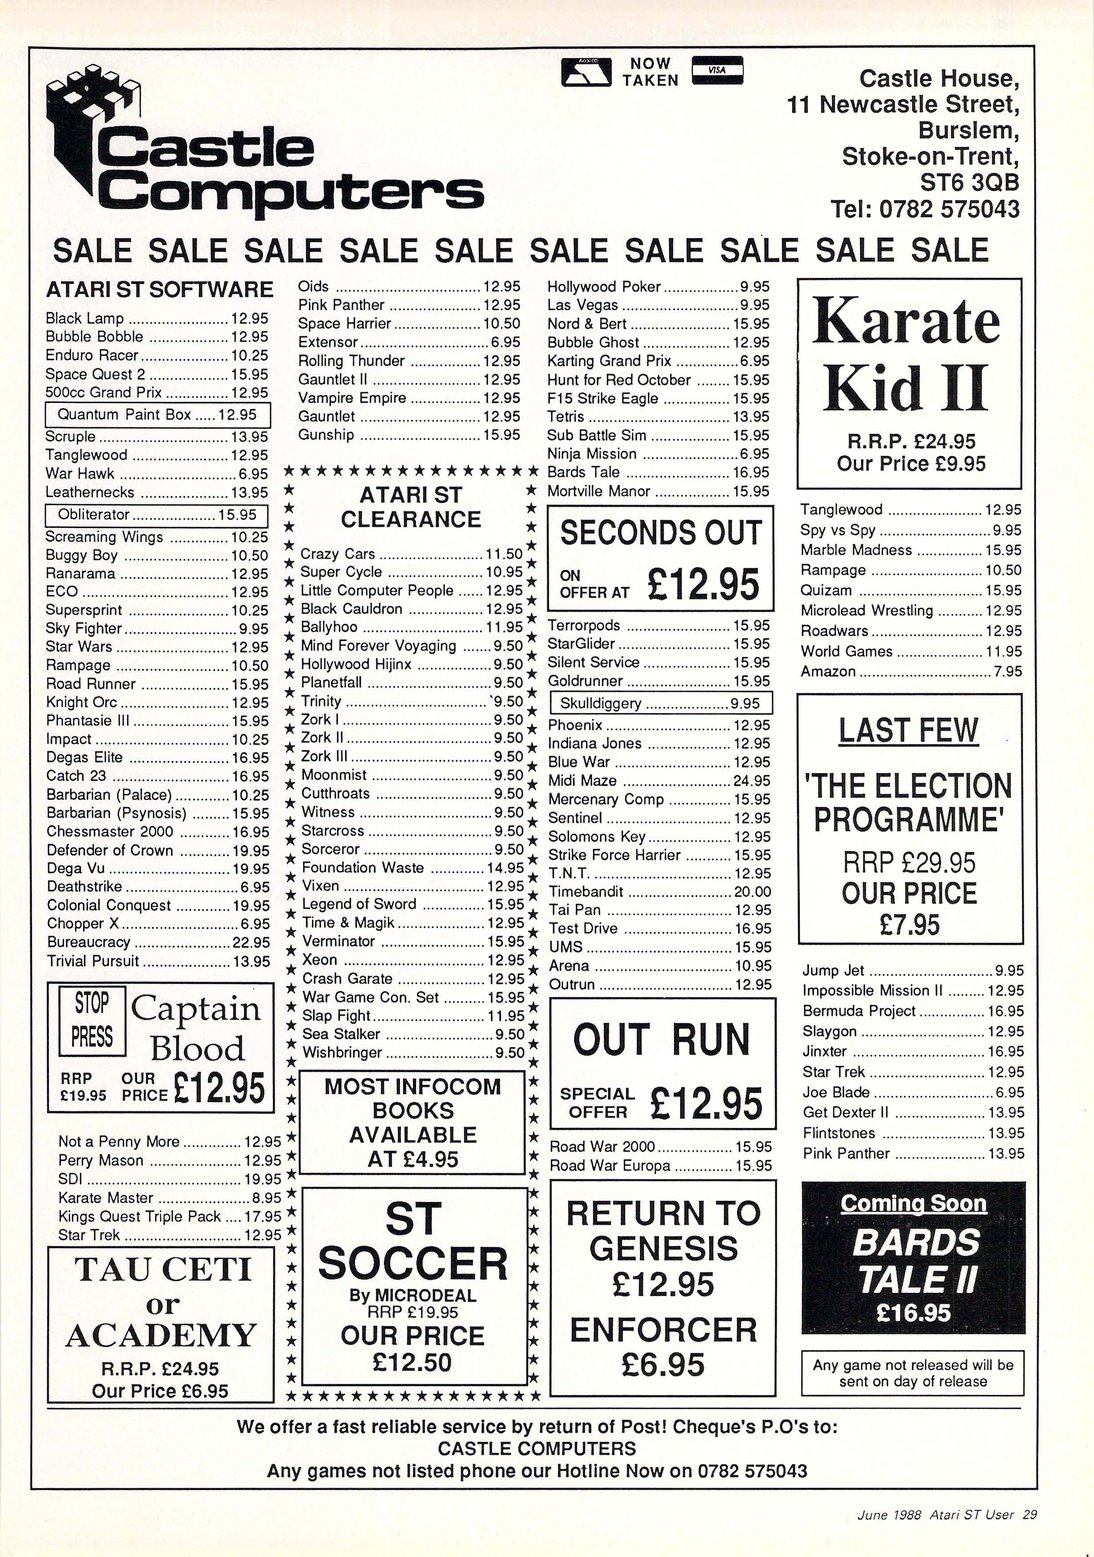 NOW
TAKEN
VISA
Castle
Computers
Castle House,
11 Newcastle Street,
Burslem,
Stoke-on-Trent,
ST6 3QB
Tel: 0782 575043
SALE SALE SALE SALE SALE SALE SALE SALE SALE SALE
ATARI ST SOFTWARE
Black Lamp ........ 12.95
Bubble Bobble ........ 12.95
Enduro Racer ........ 10.25
Space Quest 2 ........ 15.95
500cc Grand Prix ........ 12.95
Quantum Paint Box ..... 12.95
Scruple ........ 13.95
Tanglewood ........ 12.95
War Hawk ........ 6.95
Leathernecks ........ 13.95
Obliterator ........ 15.95
Screaming Wings ........ 10.25
Buggy Boy ........ 10.50
Ranarama ........ 12.95
ECO ........ 12.95
Supersprint ........ 10.25
Sky Fighter ........ 9.95
Star Wars ........ 12.95
Rampage ........ 10.50
Road Runner ........ 15.95
Knight Orc ........ 12.95
Phantasie III ........ 15.95
Impact ........ 10.25
Degas Elite ........ 16.95
Catch 23 ........ 16.95
Barbarian (Palace) ........ 10.25
Barbarian (Psynosis) ........ 15.95
Chessmaster 2000 ........ 16.95
Defender of Crown ........ 19.95
Dega Vu ........ 19.95
Deathstrike ........ 6.95
Colonial Conquest ........ 19.95
Chopper X ........ 6.95
Bureaucracy ........ 22.95
Trivial Pursuit ........ 13.95
STOP
PRESS
Captain
Blood
RRP
£19.95
OUR
PRICE
£12.95
Not a Penny More ........ 12.95
Perry Mason ........ 12.95
SDI ........ 19.95
Karate Master ........ 8.95
Kings Quest Triple Pack .... 17.95
Star Trek ........ 12.95
TAU CETI
or
ACADEMY
R.R.P. £24.95
Our Price £6.95
Oids ........ 12.95
Pink Panther ........ 12.95
Space Harrier ........ 10.50
Extensor ........ 6.95
Rolling Thunder ........ 12.95
Gauntlet II ........ 12.95
Vampire Empire ........ 12.95
Gauntlet ........ 12.95
Gunship ........ 15.95
ATARI ST
CLEARANCE
Crazy Cars ........ 11.50
Super Cycle ........ 10.95
Little Computer People ...... 12.95
Black Cauldron ........ 12.95
Ballyhoo ........ 11.95
Mind Forever Voyaging ....... 9.50
Hollywood Hijinx ........ 9.50
Planetfall ........ 9.50
Trinity ........ 9.50
Zork I ........ 9.50
Zork II ........ 9.50
Zork III ........ 9.50
Moonmist ........ 9.50
Cutthroats ........ 9.50
Witness ........ 9.50
Starcross ........ 9.50
Sorceror ........ 9.50
Foundation Waste ........ 14.95
Vixen ........ 12.95
Legend of Sword ........ 15.95
Time & Magik ........ 12.95
Verminator ........ 15.95
Xeon ........ 12.95
Crash Garate ........ 12.95
War Game Con. Set ........ 15.95
Slap Fight ........ 11.95
Sea Stalker ........ 9.50
Wishbringer ........ 9.50
MOST INFOCOM
BOOKS
AVAILABLE
AT £4.95
ST
SOCCER
By MICRODEAL
RRP £19.95
OUR PRICE
£12.50
Hollywood Poker ........ 9.95
Las Vegas ........ 9.95
Nord & Bert ........ 15.95
Bubble Ghost ........ 12.95
Karting Grand Prix ........ 6.95
Hunt for Red October ........ 15.95
F15 Strike Eagle ........ 15.95
Tetris ........ 13.95
Sub Battle Sim ........ 15.95
Ninja Mission ........ 6.95
Bards Tale ........ 16.95
Mortville Manor ........ 15.95
SECONDS OUT
ON
OFFER AT
£12.95
Terrorpods ........ 15.95
StarGlider ........ 15.95
Silent Service ........ 15.95
Goldrunner ........ 15.95
Skulldiggery ........ 9.95
Phoenix ........ 12.95
Indiana Jones ........ 12.95
Blue War ........ 12.95
Midi Maze ........ 24.95
Mercenary Comp ........ 15.95
Sentinel ........ 12.95
Solomons Key ........ 12.95
Strike Force Harrier ........ 15.95
T.N.T. ........ 12.95
Timebandit ........ 20.00
Tai Pan ........ 12.95
Test Drive ........ 16.95
UMS ........ 15.95
Arena ........ 10.95
Outrun ........ 12.95
OUT RUN
SPECIAL
OFFER
£12.95
Road War 2000 ........ 15.95
Road War Europa ........ 15.95
RETURN TO
GENESIS
£12.95
ENFORCER
£6.95
Karate
Kid II
R.R.P. £24.95
Our Price £9.95
Tanglewood ........ 12.95
Spy vs Spy ........ 9.95
Marble Madness ........ 15.95
Rampage ........ 10.50
Quizam ........ 15.95
Microlead Wrestling ........ 12.95
Roadwars ........ 12.95
World Games ........ 11.95
Amazon ........ 7.95
LAST FEW
'THE ELECTION
PROGRAMME'
RRP £29.95
OUR PRICE
£7.95
Jump Jet ........ 9.95
Impossible Mission II ........ 12.95
Bermuda Project ........ 16.95
Slaygon ........ 12.95
Jinxter ........ 16.95
Star Trek ........ 12.95
Joe Blade ........ 6.95
Get Dexter II ........ 13.95
Flintstones ........ 13.95
Pink Panther ........ 13.95
Coming Soon
BARDS
TALE II
£16.95
Any game not released will be
sent on day of release
We offer a fast reliable service by return of Post! Cheque's P.O's to:
CASTLE COMPUTERS
Any games not listed phone our Hotline Now on 0782 575043
June 1988 Atari ST User 29